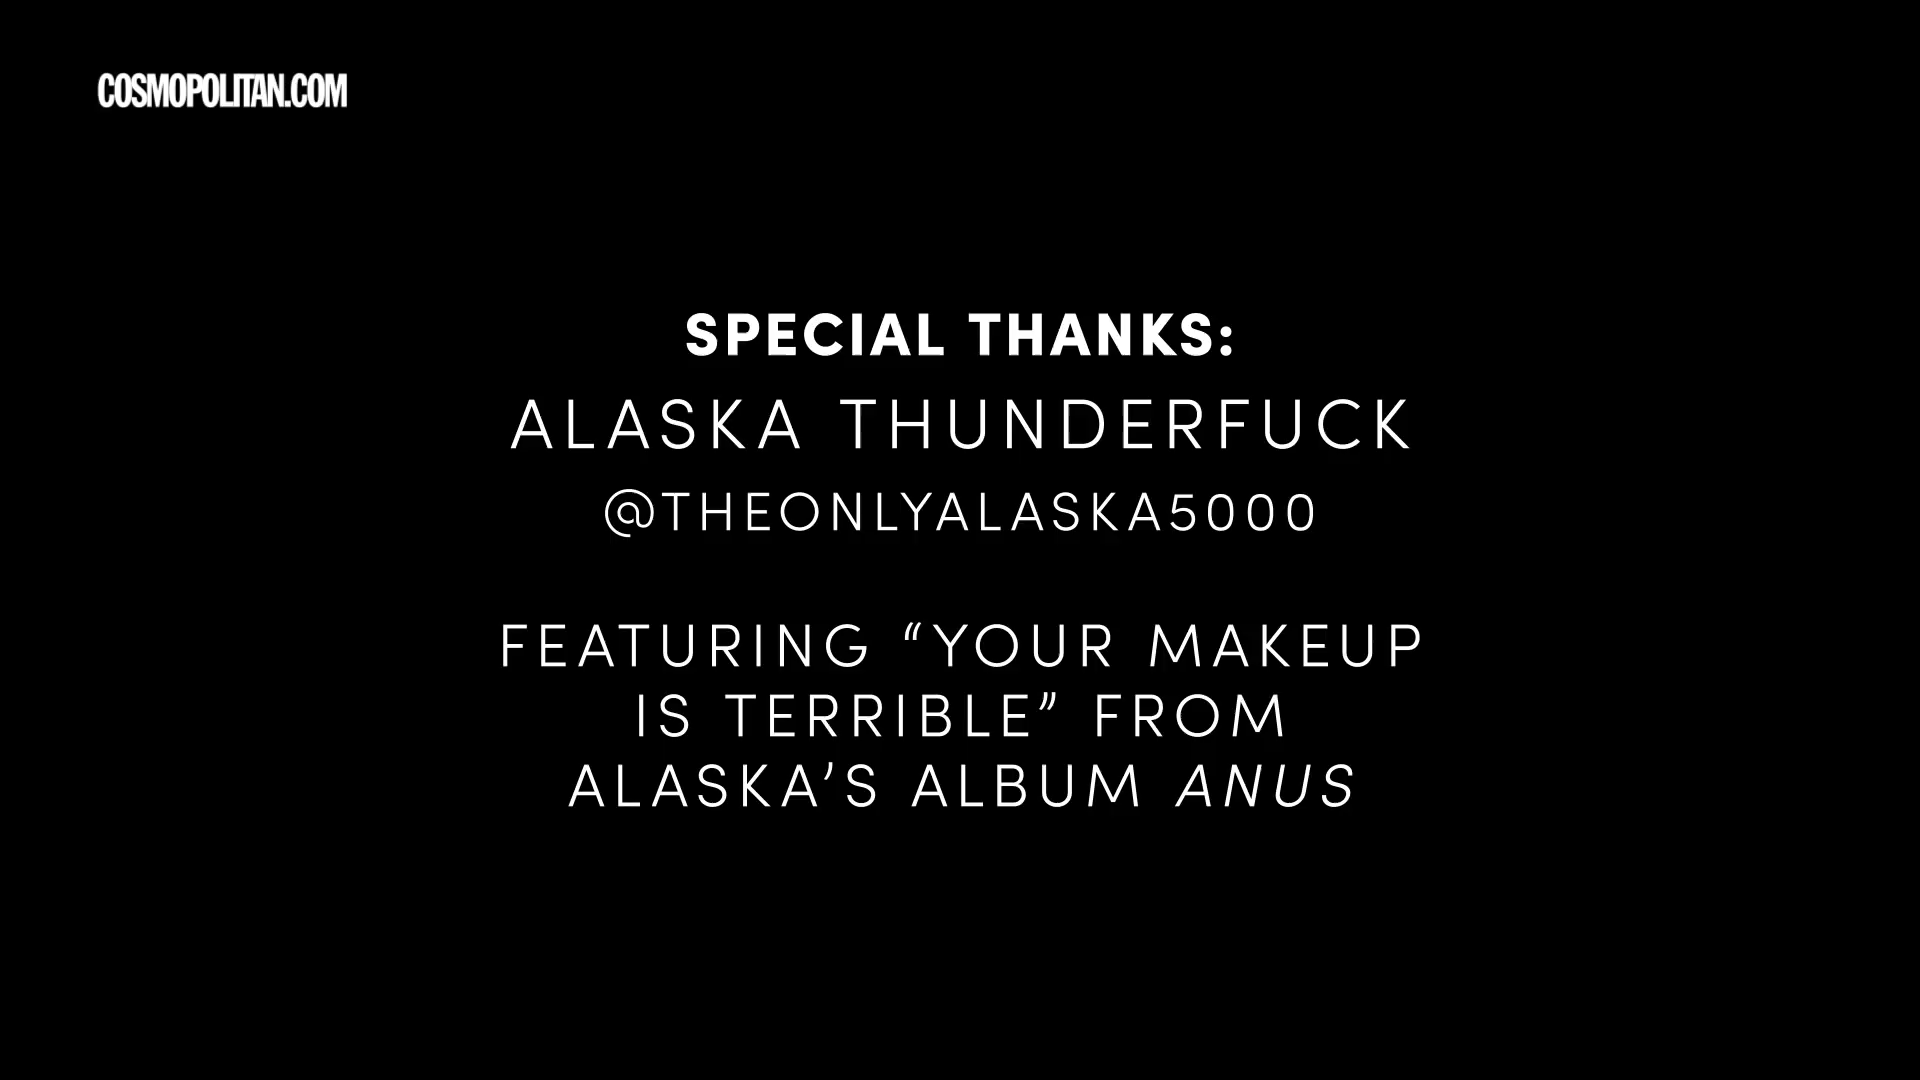 COSMOPOLITAN.COM
SPECIAL THANKS:
ALASKA THUNDERFUCK
@THEONLYALASKA5000
FEATURING “YOUR MAKEUP
IS TERRIBLE” FROM
ALASKA’S ALBUM ANUS